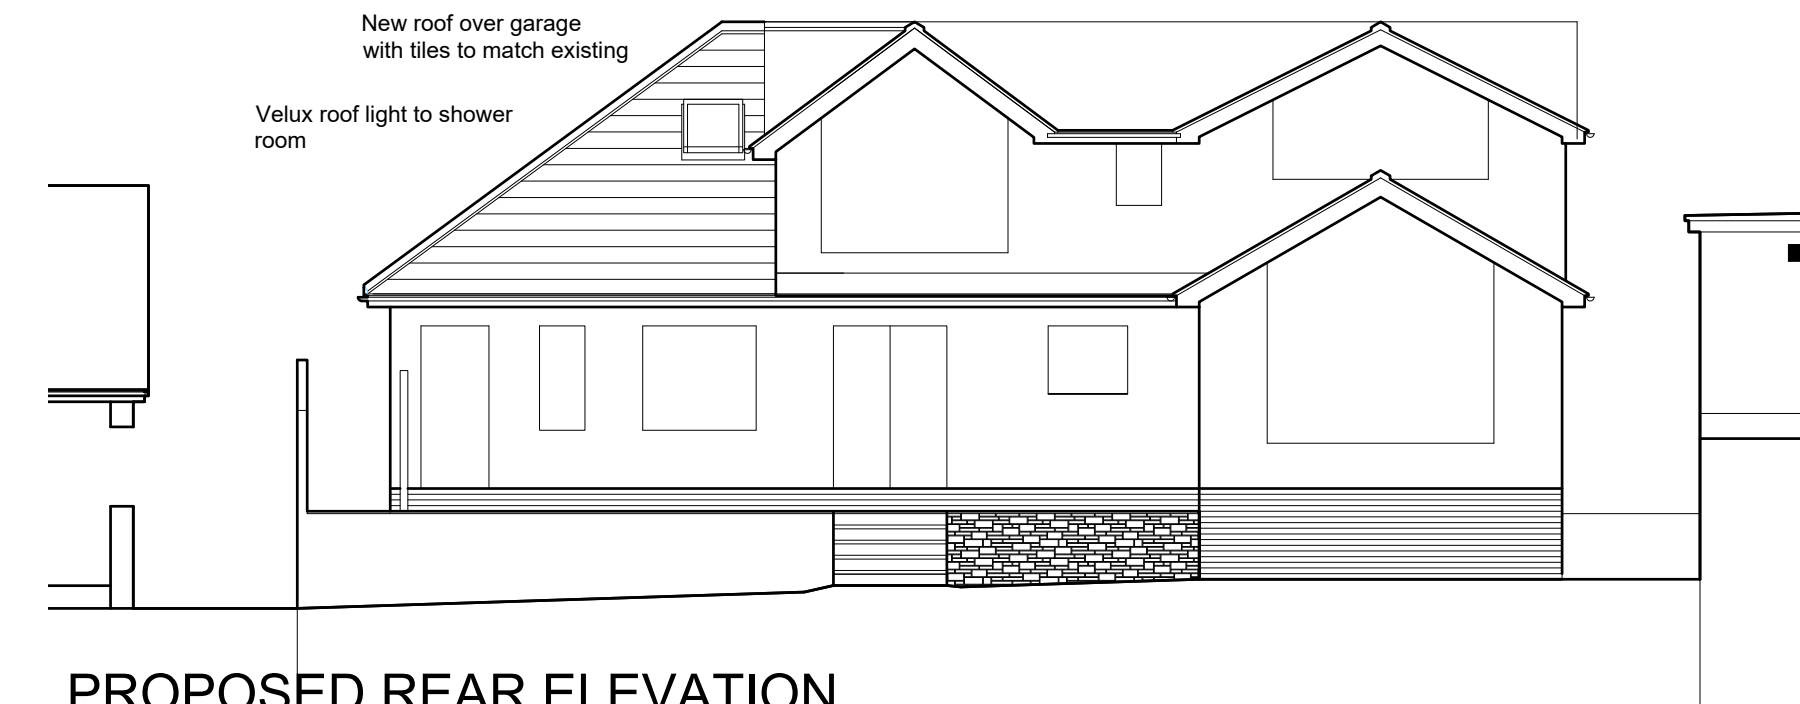 New roof over garage
with tiles to match existing
Velux roof light to shower
room
PROPOSED REAR ELEVATION